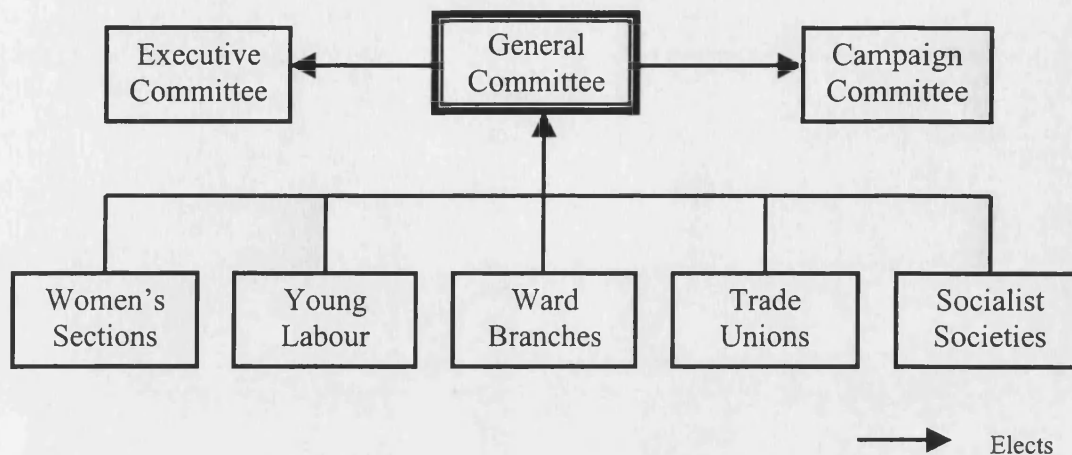 Executive
Committee
General
Committee
Campaign
Committee
Women's
Sections
Young
Labour
Ward
Branches
Trade
Unions
Socialist
Societies
Elects